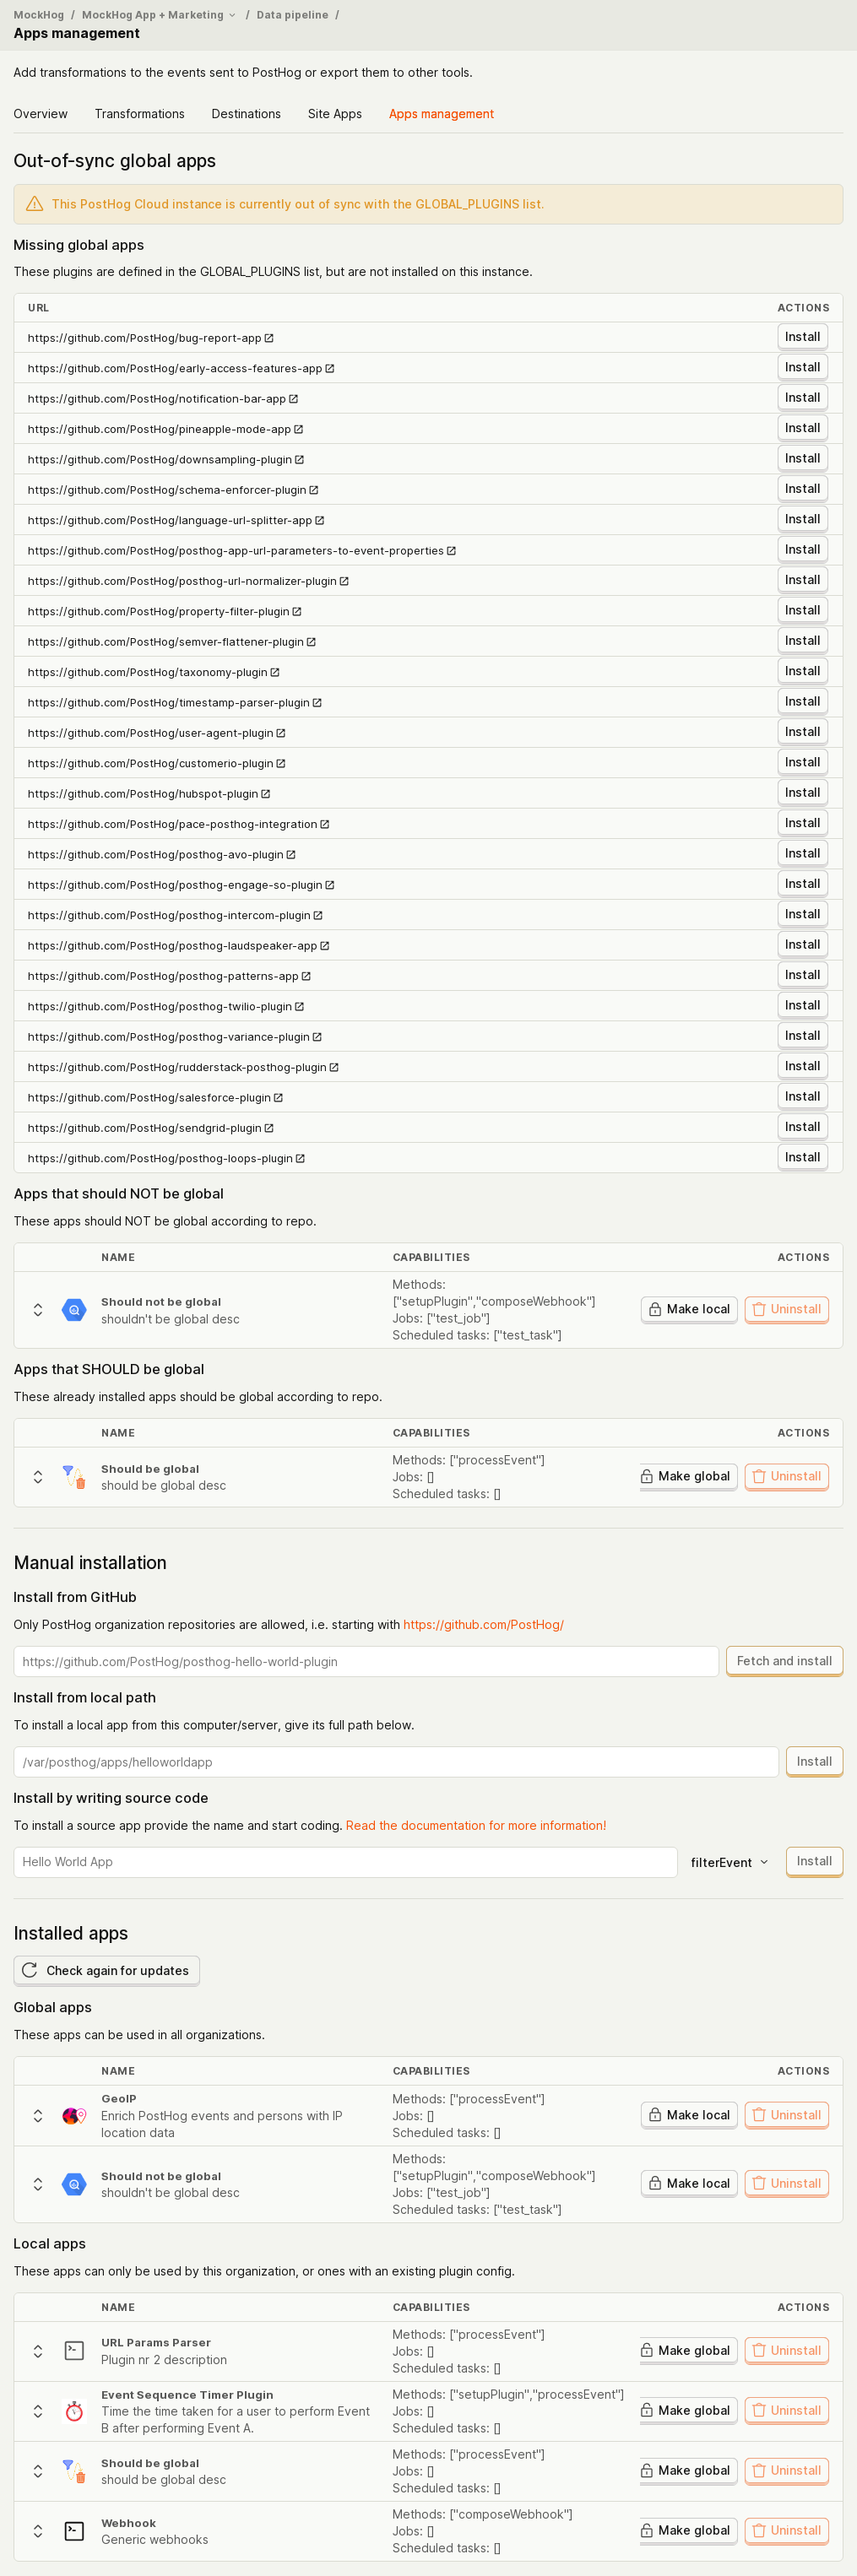 MockHog / MockHog App + Marketing / Data pipeline /
Apps management
Add transformations to the events sent to PostHog or export them to other tools.
Overview Transformations Destinations Site Apps Apps management
Out-of-sync global apps
This PostHog Cloud instance is currently out of sync with the GLOBAL_PLUGINS list.
Missing global apps
These plugins are defined in the GLOBAL_PLUGINS list, but are not installed on this instance.
URL ACTIONS
https://github.com/PostHog/bug-report-app Install
https://github.com/PostHog/early-access-features-app Install
https://github.com/PostHog/notification-bar-app Install
https://github.com/PostHog/pineapple-mode-app Install
https://github.com/PostHog/downsampling-plugin Install
https://github.com/PostHog/schema-enforcer-plugin Install
https://github.com/PostHog/language-url-splitter-app Install
https://github.com/PostHog/posthog-app-url-parameters-to-event-properties Install
https://github.com/PostHog/posthog-url-normalizer-plugin Install
https://github.com/PostHog/property-filter-plugin Install
https://github.com/PostHog/semver-flattener-plugin Install
https://github.com/PostHog/taxonomy-plugin Install
https://github.com/PostHog/timestamp-parser-plugin Install
https://github.com/PostHog/user-agent-plugin Install
https://github.com/PostHog/customerio-plugin Install
https://github.com/PostHog/hubspot-plugin Install
https://github.com/PostHog/pace-posthog-integration Install
https://github.com/PostHog/posthog-avo-plugin Install
https://github.com/PostHog/posthog-engage-so-plugin Install
https://github.com/PostHog/posthog-intercom-plugin Install
https://github.com/PostHog/posthog-laudspeaker-app Install
https://github.com/PostHog/posthog-patterns-app Install
https://github.com/PostHog/posthog-twilio-plugin Install
https://github.com/PostHog/posthog-variance-plugin Install
https://github.com/PostHog/rudderstack-posthog-plugin Install
https://github.com/PostHog/salesforce-plugin Install
https://github.com/PostHog/sendgrid-plugin Install
https://github.com/PostHog/posthog-loops-plugin Install
Apps that should NOT be global
These apps should NOT be global according to repo.
NAME CAPABILITIES ACTIONS
Should not be global
shouldn't be global desc
Methods:
["setupPlugin","composeWebhook"]
Jobs: ["test_job"]
Scheduled tasks: ["test_task"]
Make local Uninstall
Apps that SHOULD be global
These already installed apps should be global according to repo.
NAME CAPABILITIES ACTIONS
Should be global
should be global desc
Methods: ["processEvent"]
Jobs: []
Scheduled tasks: []
Make global Uninstall
Manual installation
Install from GitHub
Only PostHog organization repositories are allowed, i.e. starting with https://github.com/PostHog/
https://github.com/PostHog/posthog-hello-world-plugin Fetch and install
Install from local path
To install a local app from this computer/server, give its full path below.
/var/posthog/apps/helloworldapp Install
Install by writing source code
To install a source app provide the name and start coding. Read the documentation for more information!
Hello World App filterEvent Install
Installed apps
Check again for updates
Global apps
These apps can be used in all organizations.
NAME CAPABILITIES ACTIONS
GeoIP
Enrich PostHog events and persons with IP
location data
Methods: ["processEvent"]
Jobs: []
Scheduled tasks: []
Make local Uninstall
Should not be global
shouldn't be global desc
Methods:
["setupPlugin","composeWebhook"]
Jobs: ["test_job"]
Scheduled tasks: ["test_task"]
Make local Uninstall
Local apps
These apps can only be used by this organization, or ones with an existing plugin config.
NAME CAPABILITIES ACTIONS
URL Params Parser
Plugin nr 2 description
Methods: ["processEvent"]
Jobs: []
Scheduled tasks: []
Make global Uninstall
Event Sequence Timer Plugin
Time the time taken for a user to perform Event
B after performing Event A.
Methods: ["setupPlugin","processEvent"]
Jobs: []
Scheduled tasks: []
Make global Uninstall
Should be global
should be global desc
Methods: ["processEvent"]
Jobs: []
Scheduled tasks: []
Make global Uninstall
Webhook
Generic webhooks
Methods: ["composeWebhook"]
Jobs: []
Scheduled tasks: []
Make global Uninstall